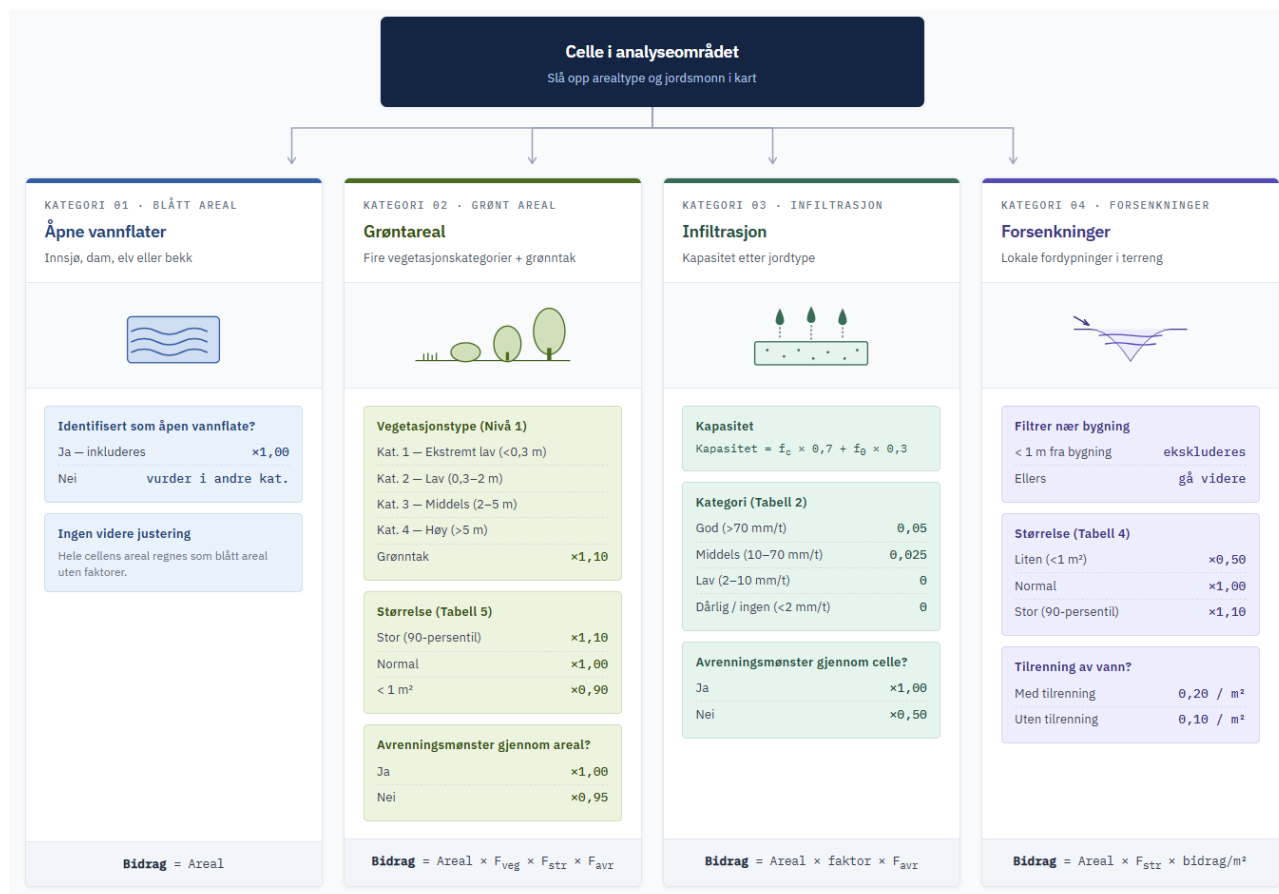 Celle i analyseområdet
Slå opp arealtype og jordsmonn i kart
KATEGORI 01 · BLÅTT AREAL
Åpne vannflater
Innsjø, dam, elv eller bekk
Identifisert som åpen vannflate?
Ja — inkluderes ×1,00
Nei vurder i andre kat.
Ingen videre justering
Hele cellens areal regnes som blått areal
uten faktorer.
Bidrag = Areal
KATEGORI 02 · GRØNT AREAL
Grøntareal
Fire vegetasjonskategorier + grønntak
Vegetasjonstype (Nivå 1)
Kat. 1 — Ekstremt lav (<0,3 m)
Kat. 2 — Lav (0,3–2 m)
Kat. 3 — Middels (2–5 m)
Kat. 4 — Høy (>5 m)
Grønntak ×1,10
Størrelse (Tabell 5)
Stor (90-persentil) ×1,10
Normal ×1,00
< 1 m² ×0,90
Avrenningsmønster gjennom areal?
Ja ×1,00
Nei ×0,95
Bidrag = Areal × Fveg × Fstr × Favr
KATEGORI 03 · INFILTRASJON
Infiltrasjon
Kapasitet etter jordtype
Kapasitet
Kapasitet = fc × 0,7 + f0 × 0,3
Kategori (Tabell 2)
God (>70 mm/t) 0,05
Middels (10–70 mm/t) 0,025
Lav (2–10 mm/t) 0
Dårlig / ingen (<2 mm/t) 0
Avrenningsmønster gjennom celle?
Ja ×1,00
Nei ×0,50
Bidrag = Areal × faktor × Favr
KATEGORI 04 · FORSENKNINGER
Forsenkninger
Lokale fordypninger i terreng
Filtrer nær bygning
< 1 m fra bygning ekskluderes
Ellers gå videre
Størrelse (Tabell 4)
Liten (<1 m²) ×0,50
Normal ×1,00
Stor (90-persentil) ×1,10
Tilrenning av vann?
Med tilrenning 0,20 / m²
Uten tilrenning 0,10 / m²
Bidrag = Areal × Fstr × bidrag/m²